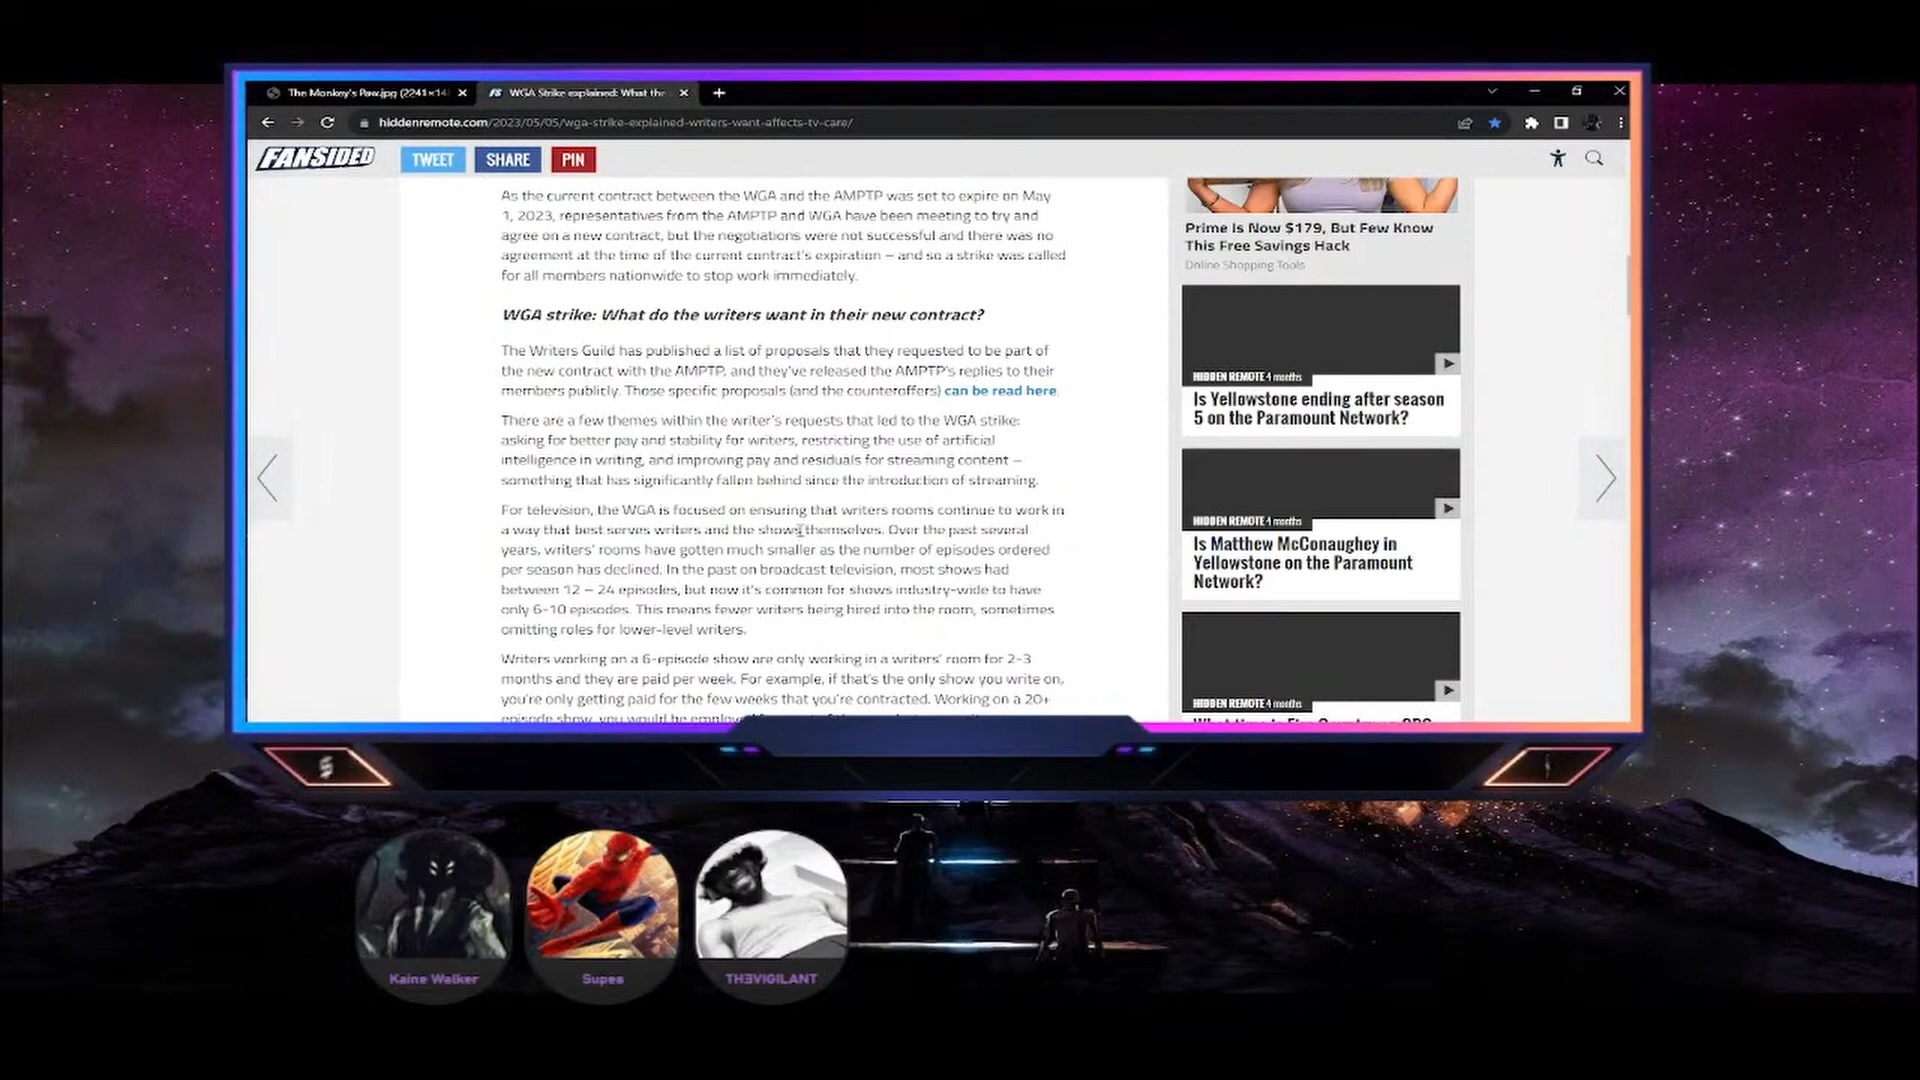 The Monkey's Paw.jpg (2241×14
WGA Strike explained: What the
hiddenremote.com/2023/05/05/wga-strike-explained-writers-want-affects-tv-care/
FANSIDED
TWEET
SHARE
PIN
As the current contract between the WGA and the AMPTP was set to expire on May
1, 2023, representatives from the AMPTP and WGA have been meeting to try and
agree on a new contract, but the negotiations were not successful and there was no
agreement at the time of the current contract's expiration – and so a strike was called
for all members nationwide to stop work immediately.
WGA strike: What do the writers want in their new contract?
The Writers Guild has published a list of proposals that they requested to be part of
the new contract with the AMPTP, and they've released the AMPTP's replies to their
members publicly. Those specific proposals (and the counteroffers) can be read here.
There are a few themes within the writer's requests that led to the WGA strike:
asking for better pay and stability for writers, restricting the use of artificial
intelligence in writing, and improving pay and residuals for streaming content –
something that has significantly fallen behind since the introduction of streaming.
For television, the WGA is focused on ensuring that writers rooms continue to work in
a way that best serves writers and the shows themselves. Over the past several
years, writers' rooms have gotten much smaller as the number of episodes ordered
per season has declined. In the past on broadcast television, most shows had
between 12 – 24 episodes, but now it's common for shows industry-wide to have
only 6-10 episodes. This means fewer writers being hired into the room, sometimes
omitting roles for lower-level writers.
Writers working on a 6-episode show are only working in a writers' room for 2-3
months and they are paid per week. For example, if that's the only show you write on,
you're only getting paid for the few weeks that you're contracted. Working on a 20+
episode show, you would be
Prime Is Now $179, But Few Know
This Free Savings Hack
Online Shopping Tools
HIDDEN REMOTE 4 months
Is Yellowstone ending after season
5 on the Paramount Network?
HIDDEN REMOTE 4 months
Is Matthew McConaughey in
Yellowstone on the Paramount
Network?
HIDDEN REMOTE 4 months
Kaine Walker
Supes
THƎVIGILANT